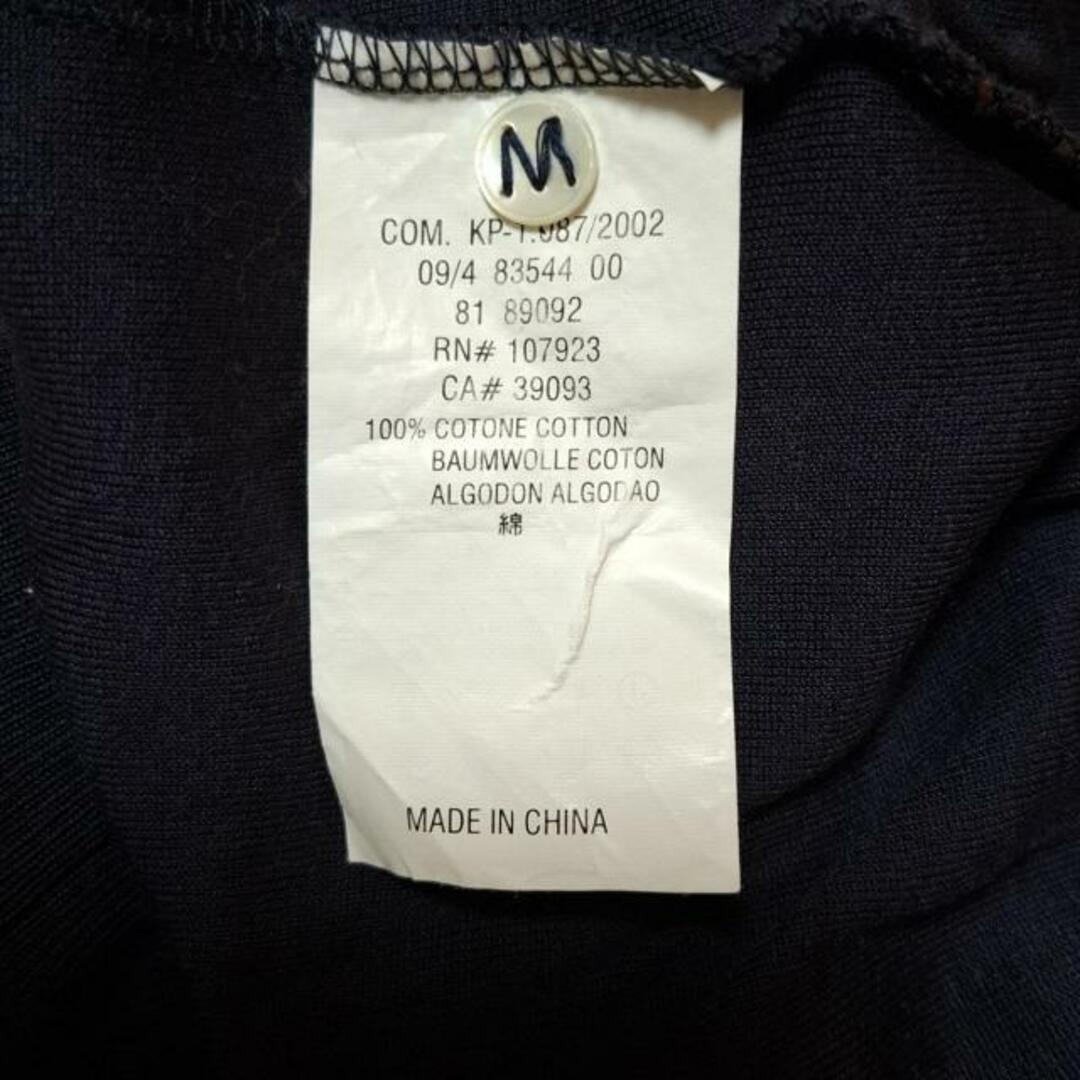 M
COM. KP-1.087/2002
09/4 83544 00
81 89092
RN# 107923
CA# 39093
100% COTONE COTTON
BAUMWOLLE COTON
ALGODON ALGODAO
綿
MADE IN CHINA